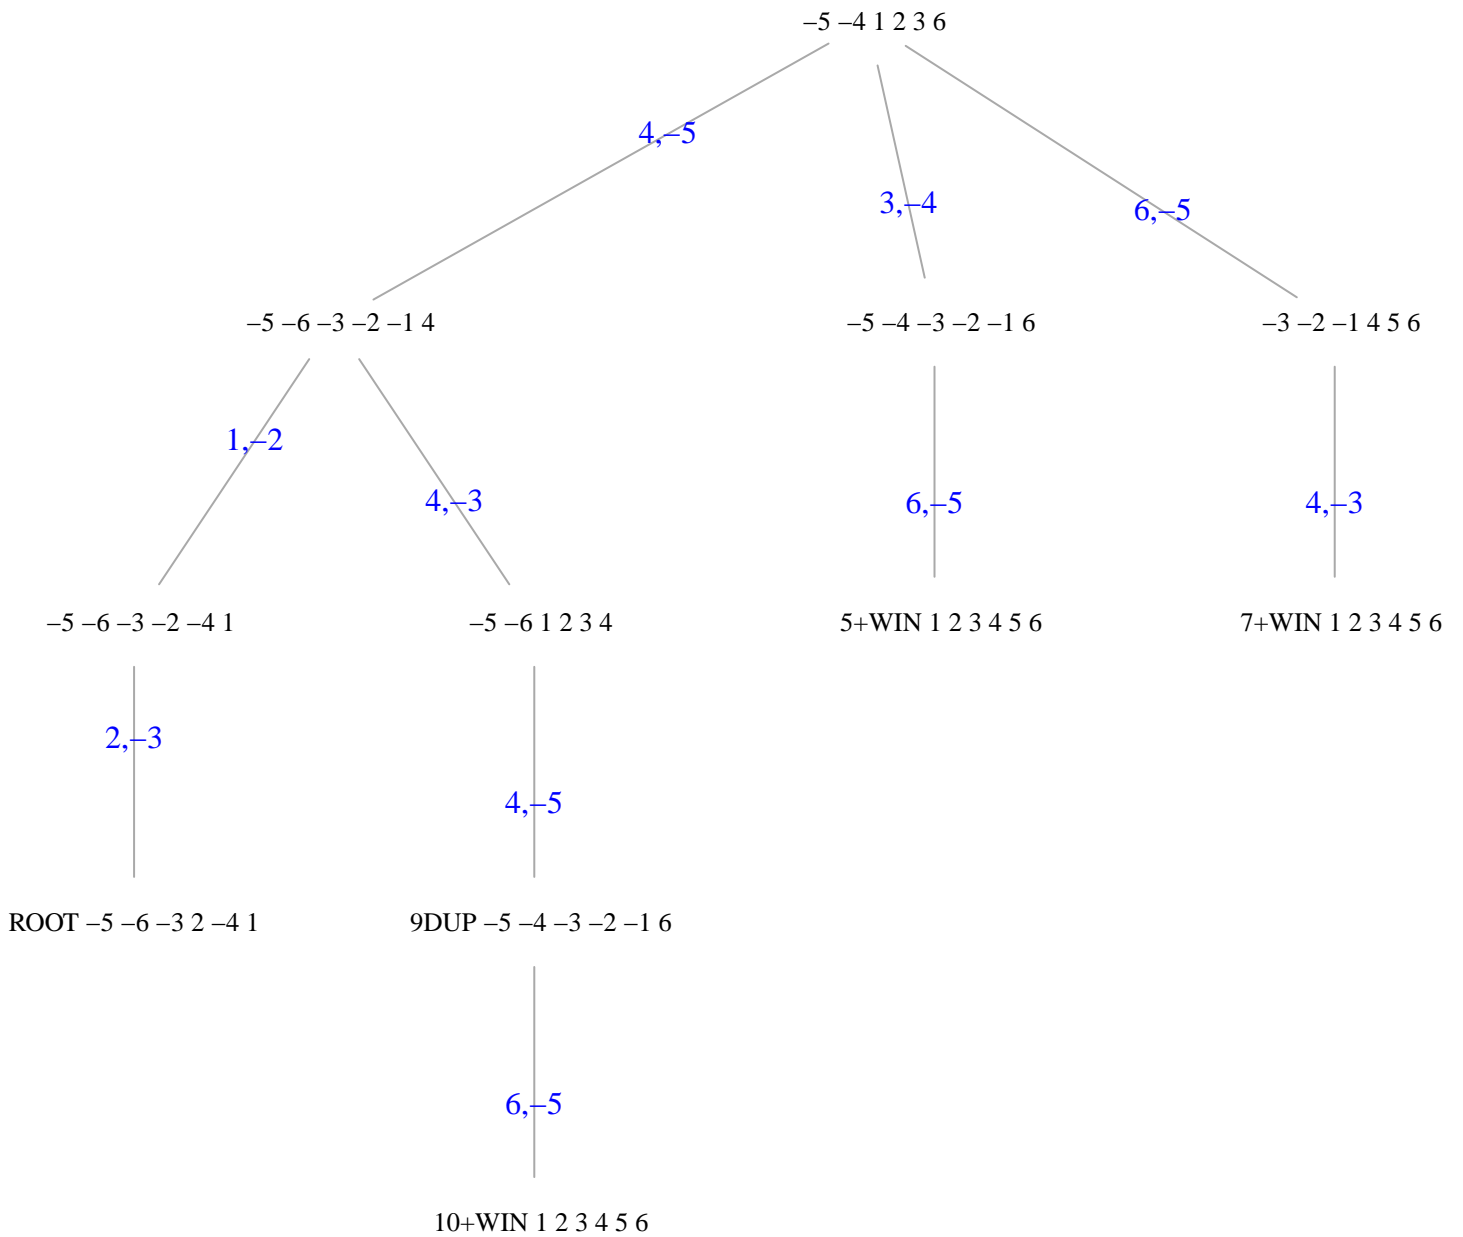 –5 –4 1 2 3 6
4,–5
3,–4
6,–5
–5 –6 –3 –2 –1 4
–5 –4 –3 –2 –1 6
–3 –2 –1 4 5 6
1,–2
4,–3
6,–5
4,–3
–5 –6 –3 –2 –4 1
–5 –6 1 2 3 4
5+WIN 1 2 3 4 5 6
7+WIN 1 2 3 4 5 6
2,–3
4,–5
ROOT –5 –6 –3 2 –4 1
9DUP –5 –4 –3 –2 –1 6
6,–5
10+WIN 1 2 3 4 5 6